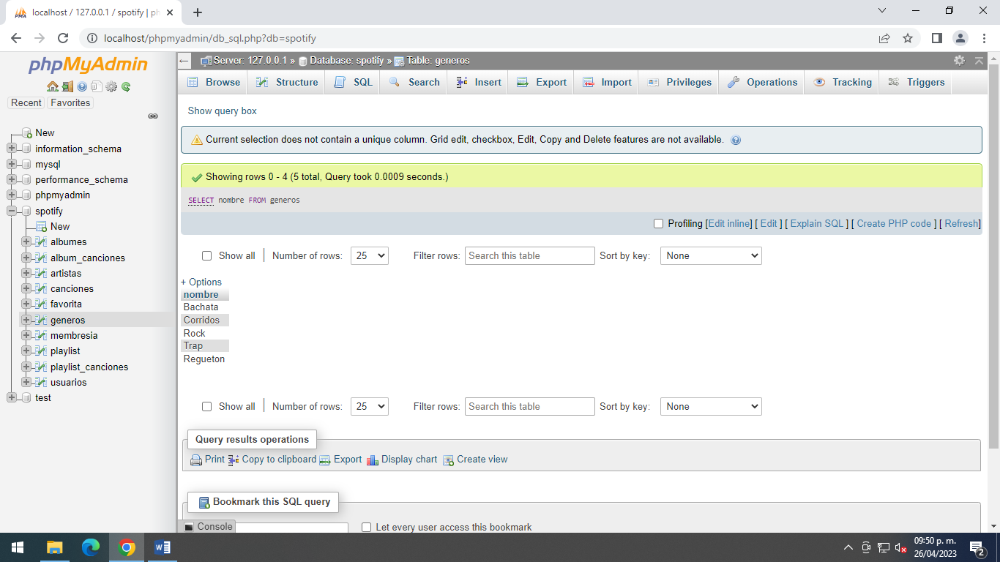 localhost / 127.0.0.1 / spotify | ph
localhost/phpmyadmin/db_sql.php?db=spotify
phpMyAdmin
Recent Favorites
New
information_schema
mysql
performance_schema
phpmyadmin
spotify
New
albumes
album_canciones
artistas
canciones
favorita
generos
membresia
playlist
playlist_canciones
usuarios
test
Server: 127.0.0.1 » Database: spotify » Table: generos
Browse Structure SQL Search Insert Export Import Privileges Operations Tracking Triggers
Show query box
Current selection does not contain a unique column. Grid edit, checkbox, Edit, Copy and Delete features are not available.
Showing rows 0 - 4 (5 total, Query took 0.0009 seconds.)
SELECT nombre FROM generos
Profiling [Edit inline] [ Edit ] [ Explain SQL ] [ Create PHP code ] [ Refresh]
Show all | Number of rows: 25 Filter rows: Search this table Sort by key: None
+ Options
nombre
Bachata
Corridos
Rock
Trap
Regueton
Show all | Number of rows: 25 Filter rows: Search this table Sort by key: None
Query results operations
Print Copy to clipboard Export Display chart Create view
Bookmark this SQL query
Console
Let every user access this bookmark
09:50 p. m.
26/04/2023
2